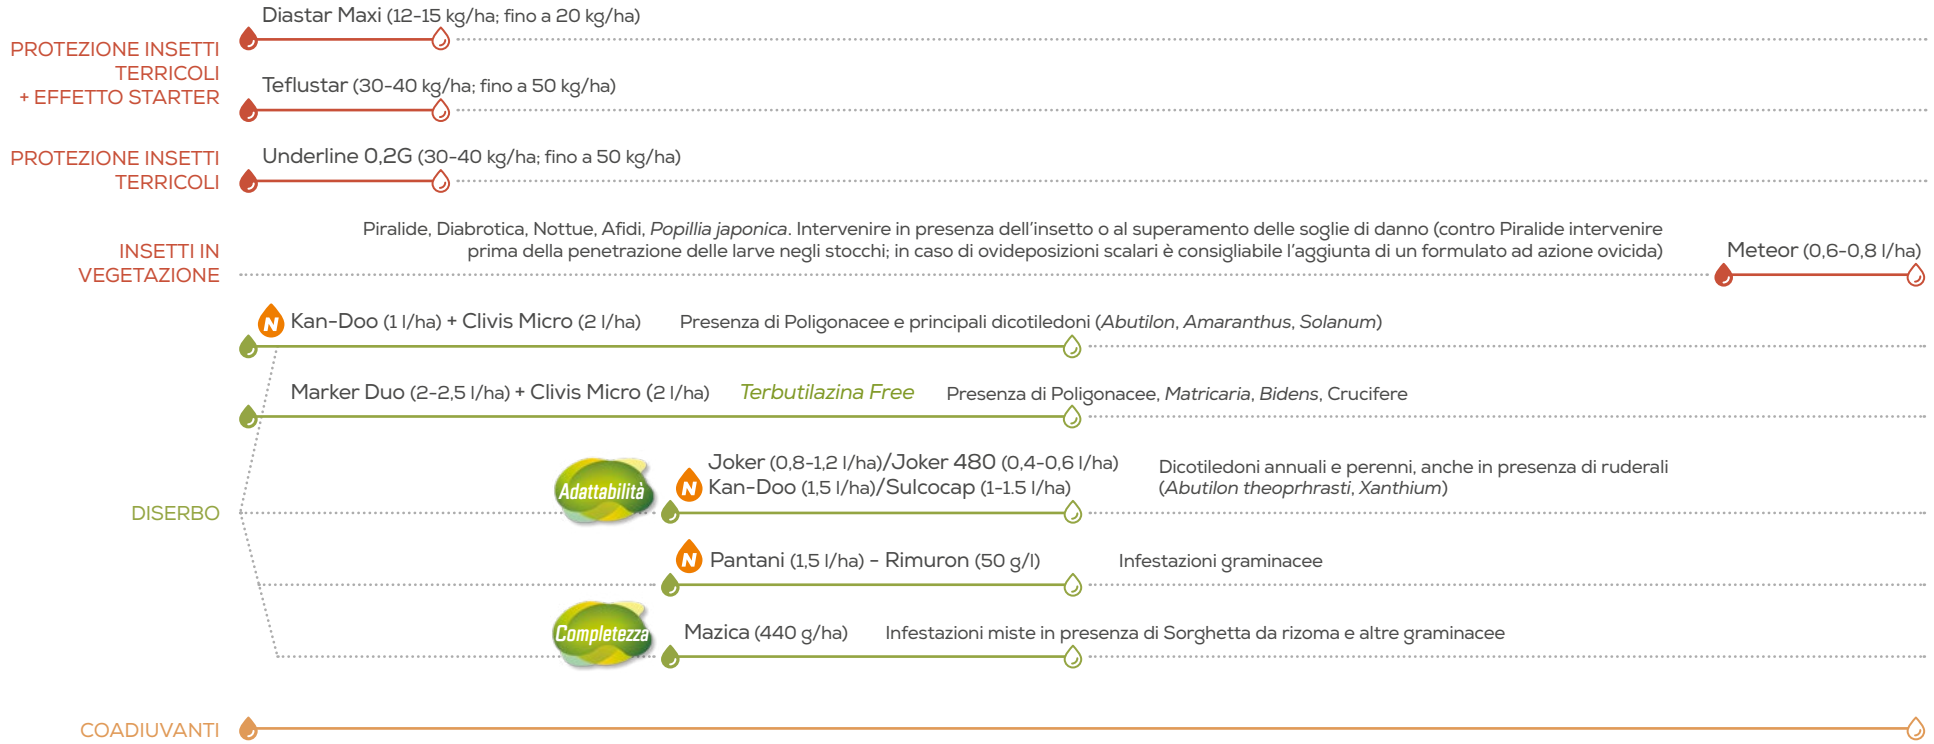 Diastar Maxi (12-15 kg/ha; fino a 20 kg/ha)
PROTEZIONE INSETTI
TERRICOLI
+ EFFETTO STARTER
Teflustar (30-40 kg/ha; fino a 50 kg/ha)
PROTEZIONE INSETTI
TERRICOLI
Underline 0,2G (30-40 kg/ha; fino a 50 kg/ha)
INSETTI IN
VEGETAZIONE
Piralide, Diabrotica, Nottue, Afidi, Popillia japonica. Intervenire in presenza dell'insetto o al superamento delle soglie di danno (contro Piralide intervenire
prima della penetrazione delle larve negli stocchi; in caso di ovideposizioni scalari è consigliabile l'aggiunta di un formulato ad azione ovicida)
Meteor (0,6-0,8 l/ha)
N Kan-Doo (1 l/ha) + Clivis Micro (2 l/ha) Presenza di Poligonacee e principali dicotiledoni (Abutilon, Amaranthus, Solanum)
Marker Duo (2-2,5 l/ha) + Clivis Micro (2 l/ha) Terbutilazina Free Presenza di Poligonacee, Matricaria, Bidens, Crucifere
DISERBO
Adattabilità
Joker (0,8-1,2 l/ha)/Joker 480 (0,4-0,6 l/ha)
N Kan-Doo (1,5 l/ha)/Sulcocap (1-1.5 l/ha)
Dicotiledoni annuali e perenni, anche in presenza di ruderali
(Abutilon theoprhrasti, Xanthium)
N Pantani (1,5 l/ha) - Rimuron (50 g/l) Infestazioni graminacee
Completezza
Mazica (440 g/ha) Infestazioni miste in presenza di Sorghetta da rizoma e altre graminacee
COADIUVANTI